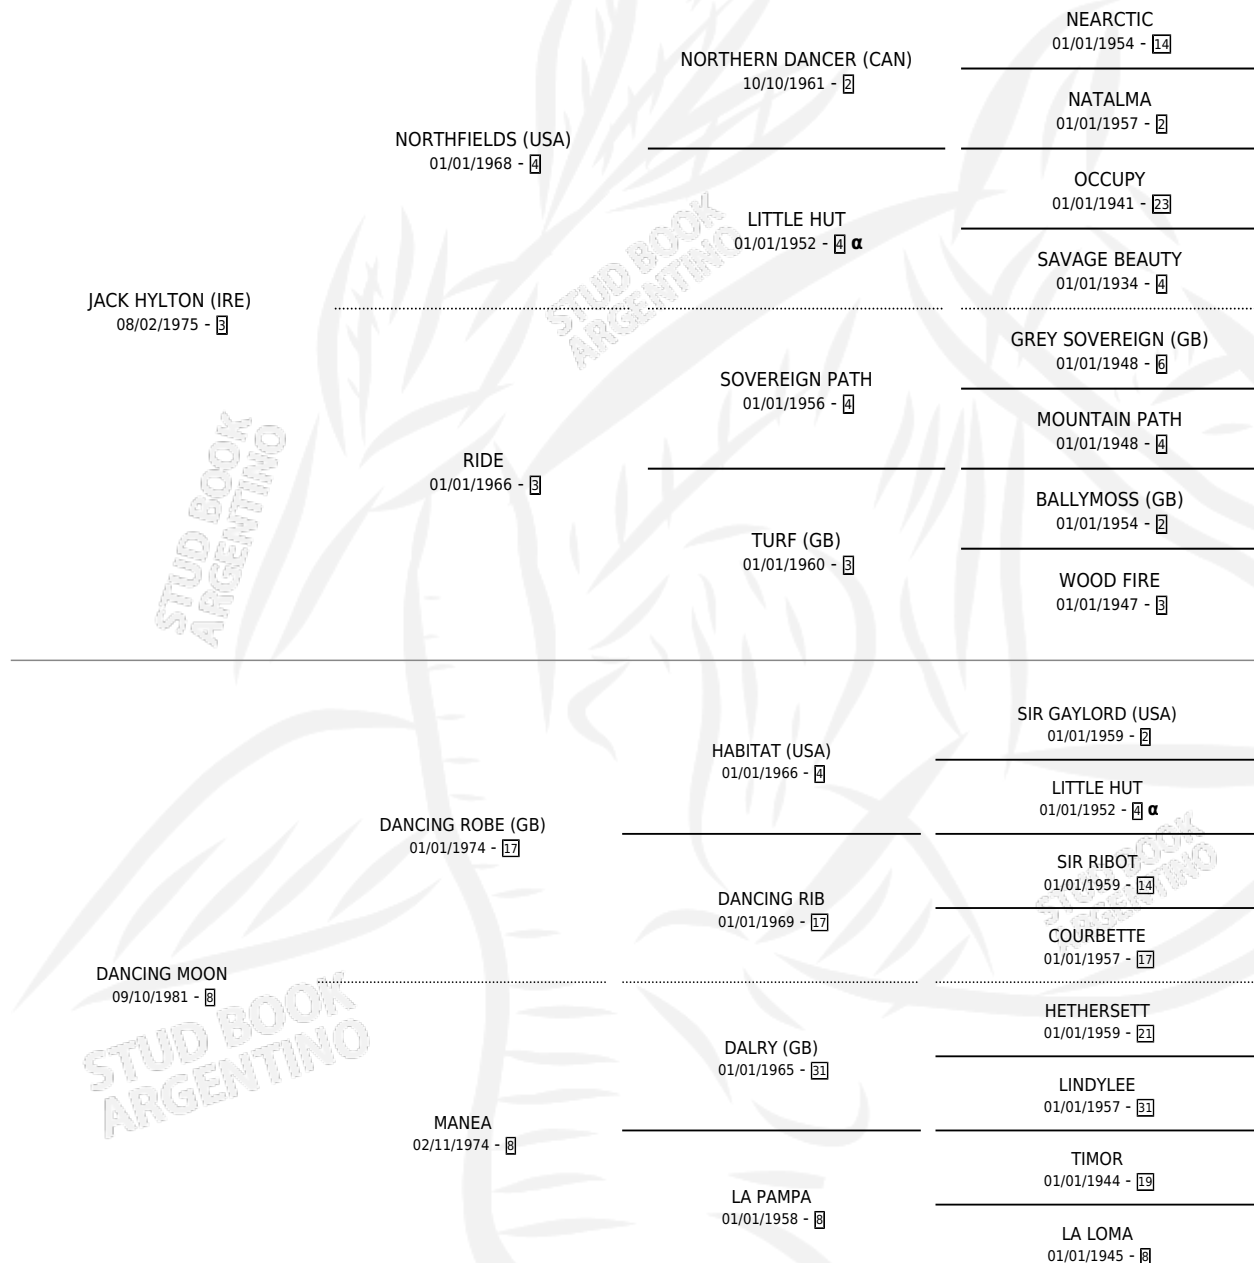 NEARCTIC
01/01/1954 - 14
NORTHERN DANCER (CAN)
10/10/1961 - 2
NATALMA
01/01/1957 - 2
NORTHFIELDS (USA)
01/01/1968 - 4
OCCUPY
01/01/1941 - 23
LITTLE HUT
01/01/1952 - 4 α
SAVAGE BEAUTY
01/01/1934 - 4
JACK HYLTON (IRE)
08/02/1975 - 3
GREY SOVEREIGN (GB)
01/01/1948 - 6
SOVEREIGN PATH
01/01/1956 - 4
MOUNTAIN PATH
01/01/1948 - 4
RIDE
01/01/1966 - 3
BALLYMOSS (GB)
01/01/1954 - 2
TURF (GB)
01/01/1960 - 3
WOOD FIRE
01/01/1947 - 3
SIR GAYLORD (USA)
01/01/1959 - 2
HABITAT (USA)
01/01/1966 - 4
LITTLE HUT
01/01/1952 - 4 α
DANCING ROBE (GB)
01/01/1974 - 17
SIR RIBOT
01/01/1959 - 14
DANCING RIB
01/01/1969 - 17
COURBETTE
01/01/1957 - 17
DANCING MOON
09/10/1981 - 8
HETHERSETT
01/01/1959 - 21
DALRY (GB)
01/01/1965 - 31
LINDYLEE
01/01/1957 - 31
MANEA
02/11/1974 - 8
TIMOR
01/01/1944 - 19
LA PAMPA
01/01/1958 - 8
LA LOMA
01/01/1945 - 8
STUD BOOK
ARGENTINO
STUD BOOK
ARGENTINO
STUD BOOK
ARGENTINO
STUD BOOK
ARGENTINO